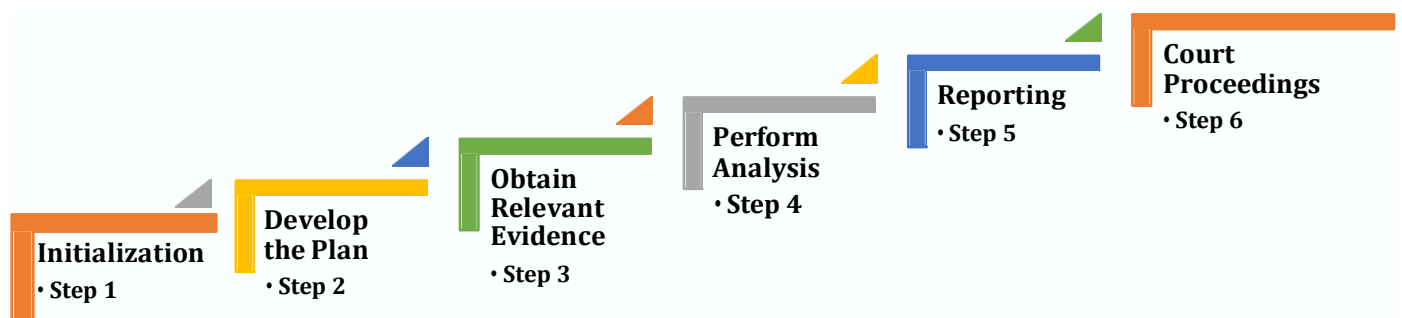 Initialization
• Step 1
Develop
the Plan
• Step 2
Obtain
Relevant
Evidence
• Step 3
Perform
Analysis
• Step 4
Reporting
• Step 5
Court
Proceedings
• Step 6